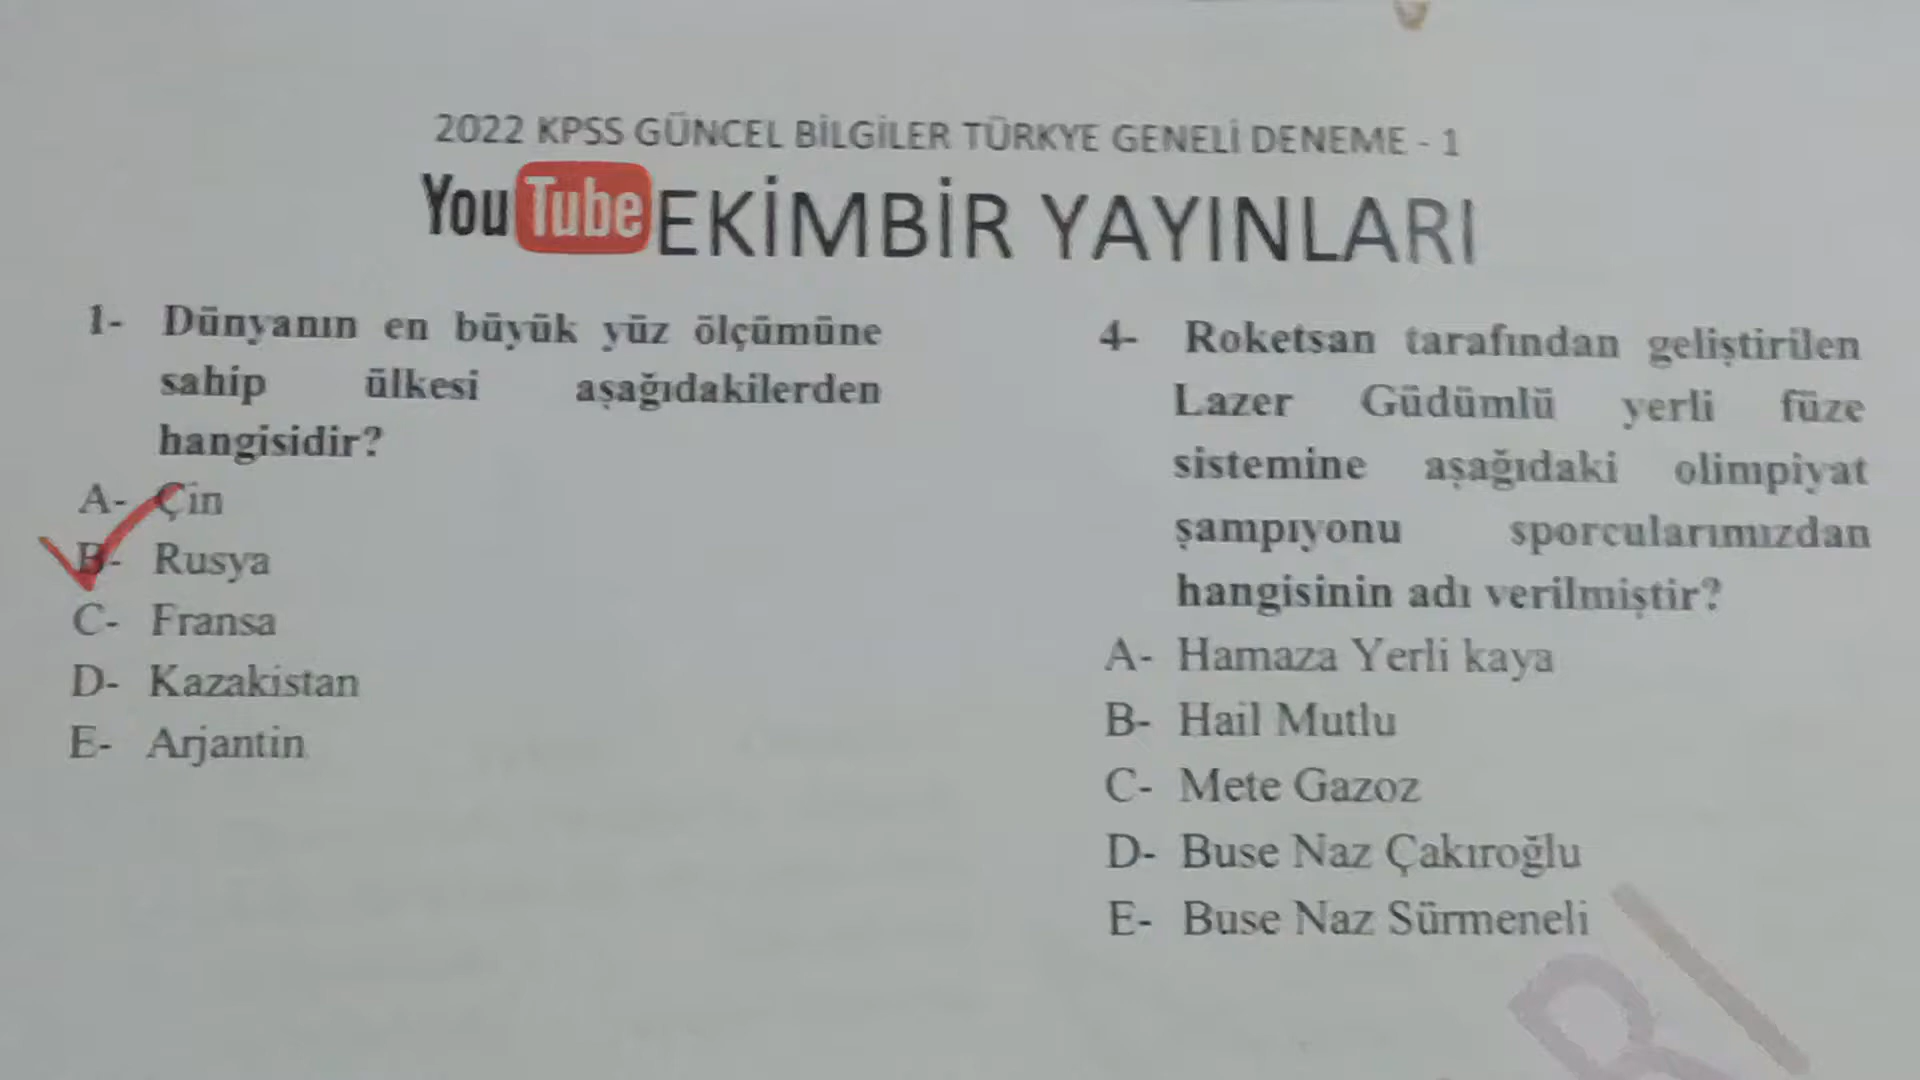 2022 KPSS GÜNCEL BİLGİLER TÜRKYE GENELİ DENEME - 1
YouTube EKİMBİR YAYINLARI
1- Dünyanın en büyük yüz ölçümüne
sahip ülkesi aşağıdakilerden
hangisidir?
A- Çin
B- Rusya
C- Fransa
D- Kazakistan
E- Arjantin
4- Roketsan tarafından geliştirilen
Lazer Güdümlü yerli füze
sistemine aşağıdaki olimpiyat
şampıyonu sporcularımızdan
hangisinin adı verilmiştir?
A- Hamaza Yerli kaya
B- Hail Mutlu
C- Mete Gazoz
D- Buse Naz Çakıroğlu
E- Buse Naz Sürmeneli